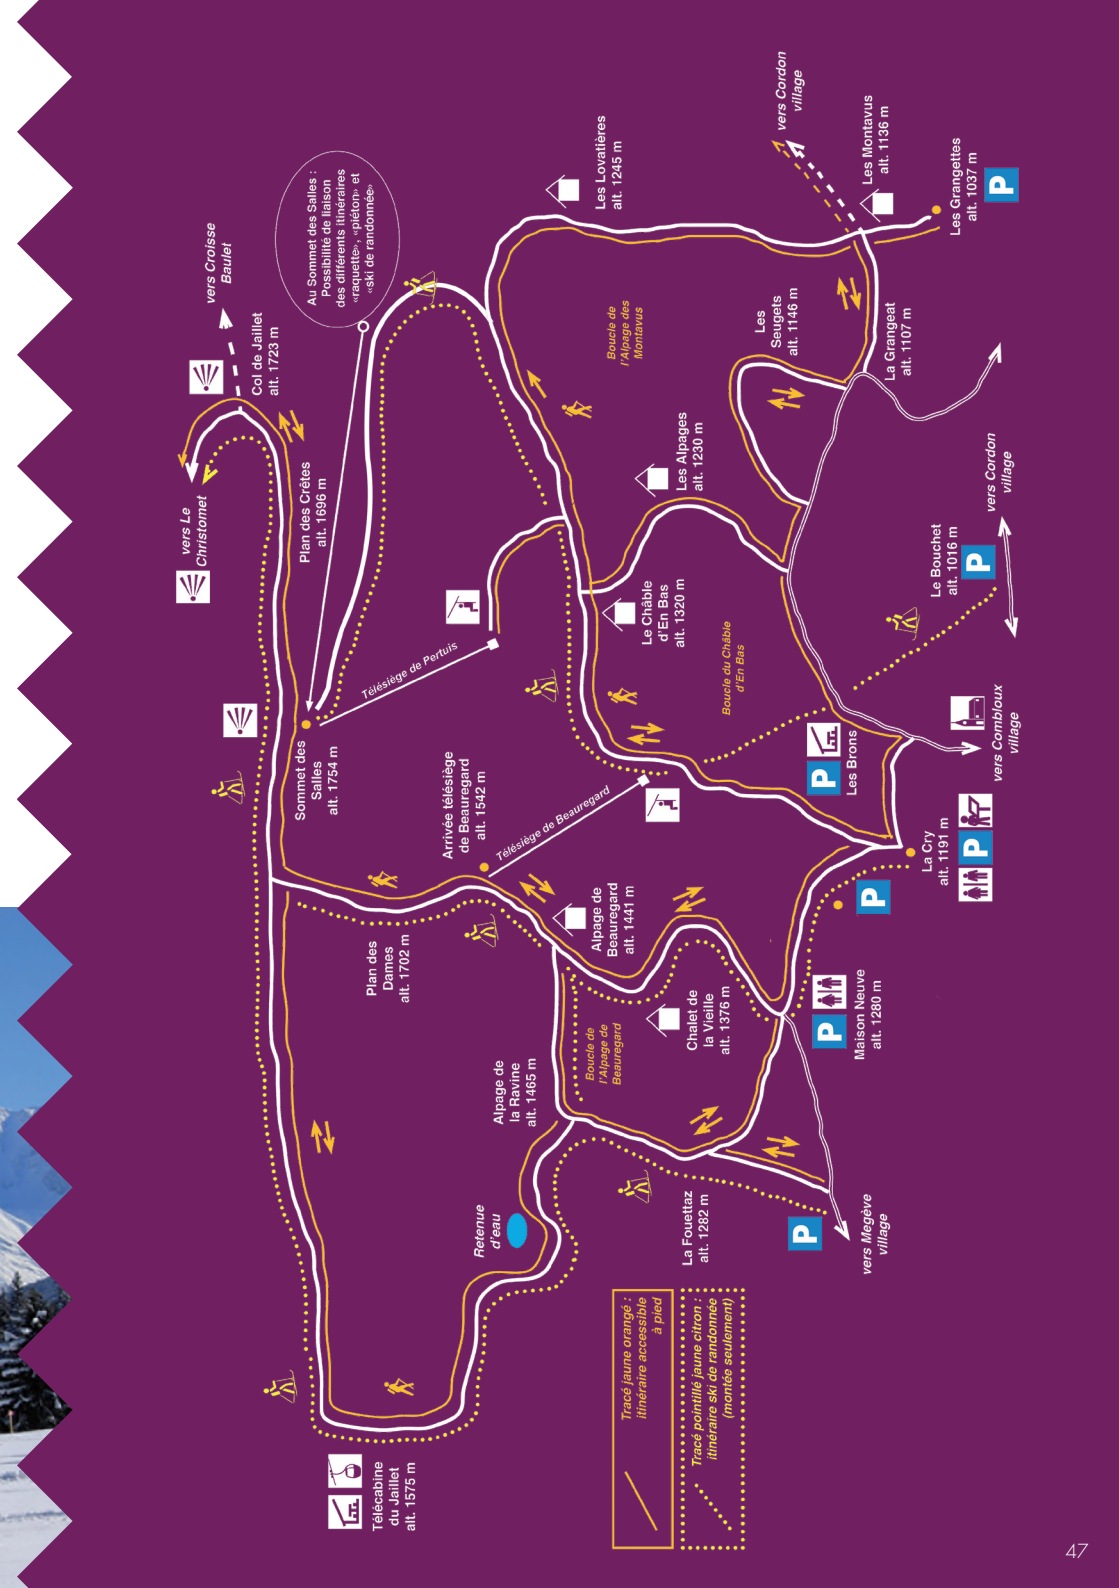 vers Cordon
village
Les Montavus
alt. 1136 m
Les Grangettes
alt. 1037 m
P
Les Lovatières
alt. 1245 m
Au Sommet des Salles :
Possibilité de liaison
des différents itinéraires
«raquette», «piéton» et
«ski de randonnée»
vers Croisse
Baulet
Col de Jaillet
alt. 1723 m
Boucle de
l'Alpage des
Montavus
Les
Seugets
alt. 1146 m
La Grangeat
alt. 1107 m
vers Le
Christomet
Plan des Crêtes
alt. 1696 m
Les Alpages
alt. 1230 m
vers Cordon
village
Le Bouchet
alt. 1016 m
P
Le Châble
d'En Bas
alt. 1320 m
Télésiège de Pertuis
Boucle du Châble
d'En Bas
Sommet des
Salles
alt. 1754 m
Arrivée télésiège
de Beauregard
alt. 1542 m
Télésiège de Beauregard
P
Les Brons
vers Combloux
village
La Cry
alt. 1191 m
P
P
Alpage de
Beauregard
alt. 1441 m
Plan des
Dames
alt. 1702 m
Chalet de
la Vieille
alt. 1376 m
P
Maison Neuve
alt. 1280 m
Boucle de
l'Alpage de
Beauregard
Alpage de
la Ravine
alt. 1465 m
Retenue
d'eau
La Fouettaz
alt. 1282 m
P
vers Megève
village
Télécabine
du Jaillet
alt. 1575 m
Tracé jaune orangé :
itinéraire accessible
à pied
Tracé pointillé jaune citron :
itinéraire ski de randonnée
(montée seulement)
47